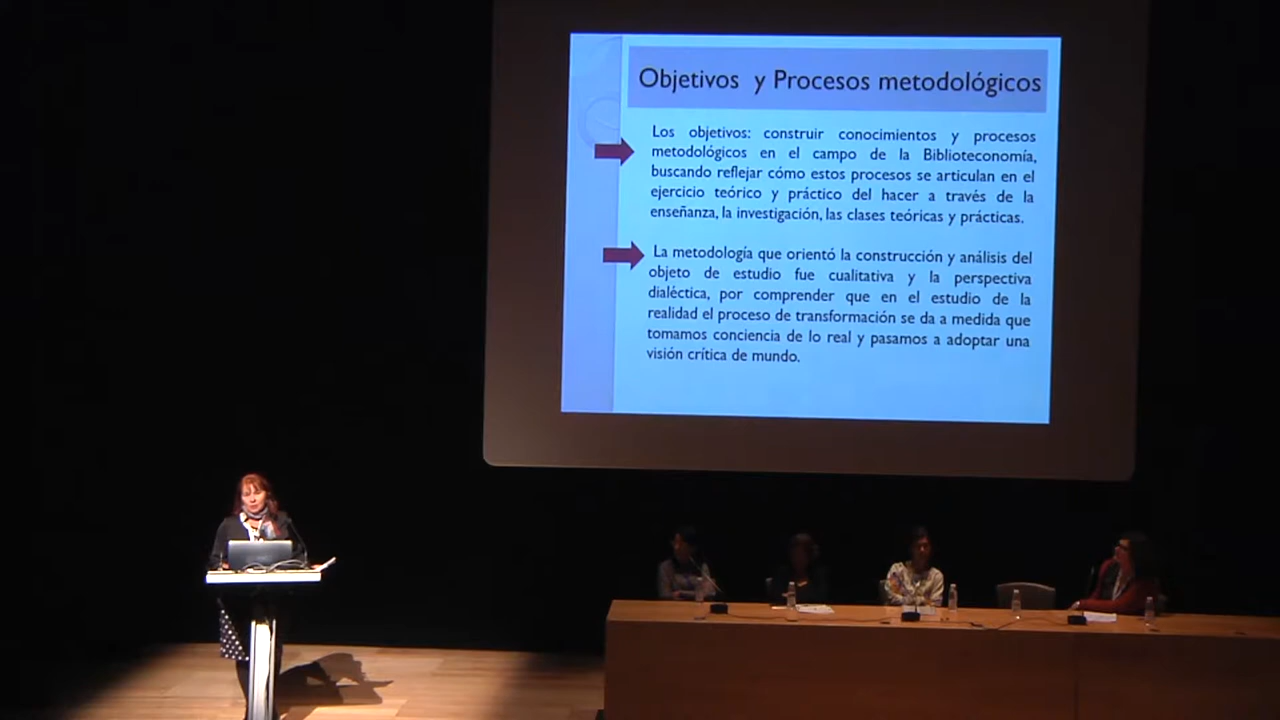 Objetivos y Procesos metodológicos
Los objetivos: construir conocimientos y procesos
metodológicos en el campo de la Biblioteconomía,
buscando reflejar cómo estos procesos se articulan en el
ejercicio teórico y práctico del hacer a través de la
enseñanza, la investigación, las clases teóricas y prácticas.
La metodología que orientó la construcción y análisis del
objeto de estudio fue cualitativa y la perspectiva
dialéctica, por comprender que en el estudio de la
realidad el proceso de transformación se da a medida que
tomamos conciencia de lo real y pasamos a adoptar una
visión crítica de mundo.